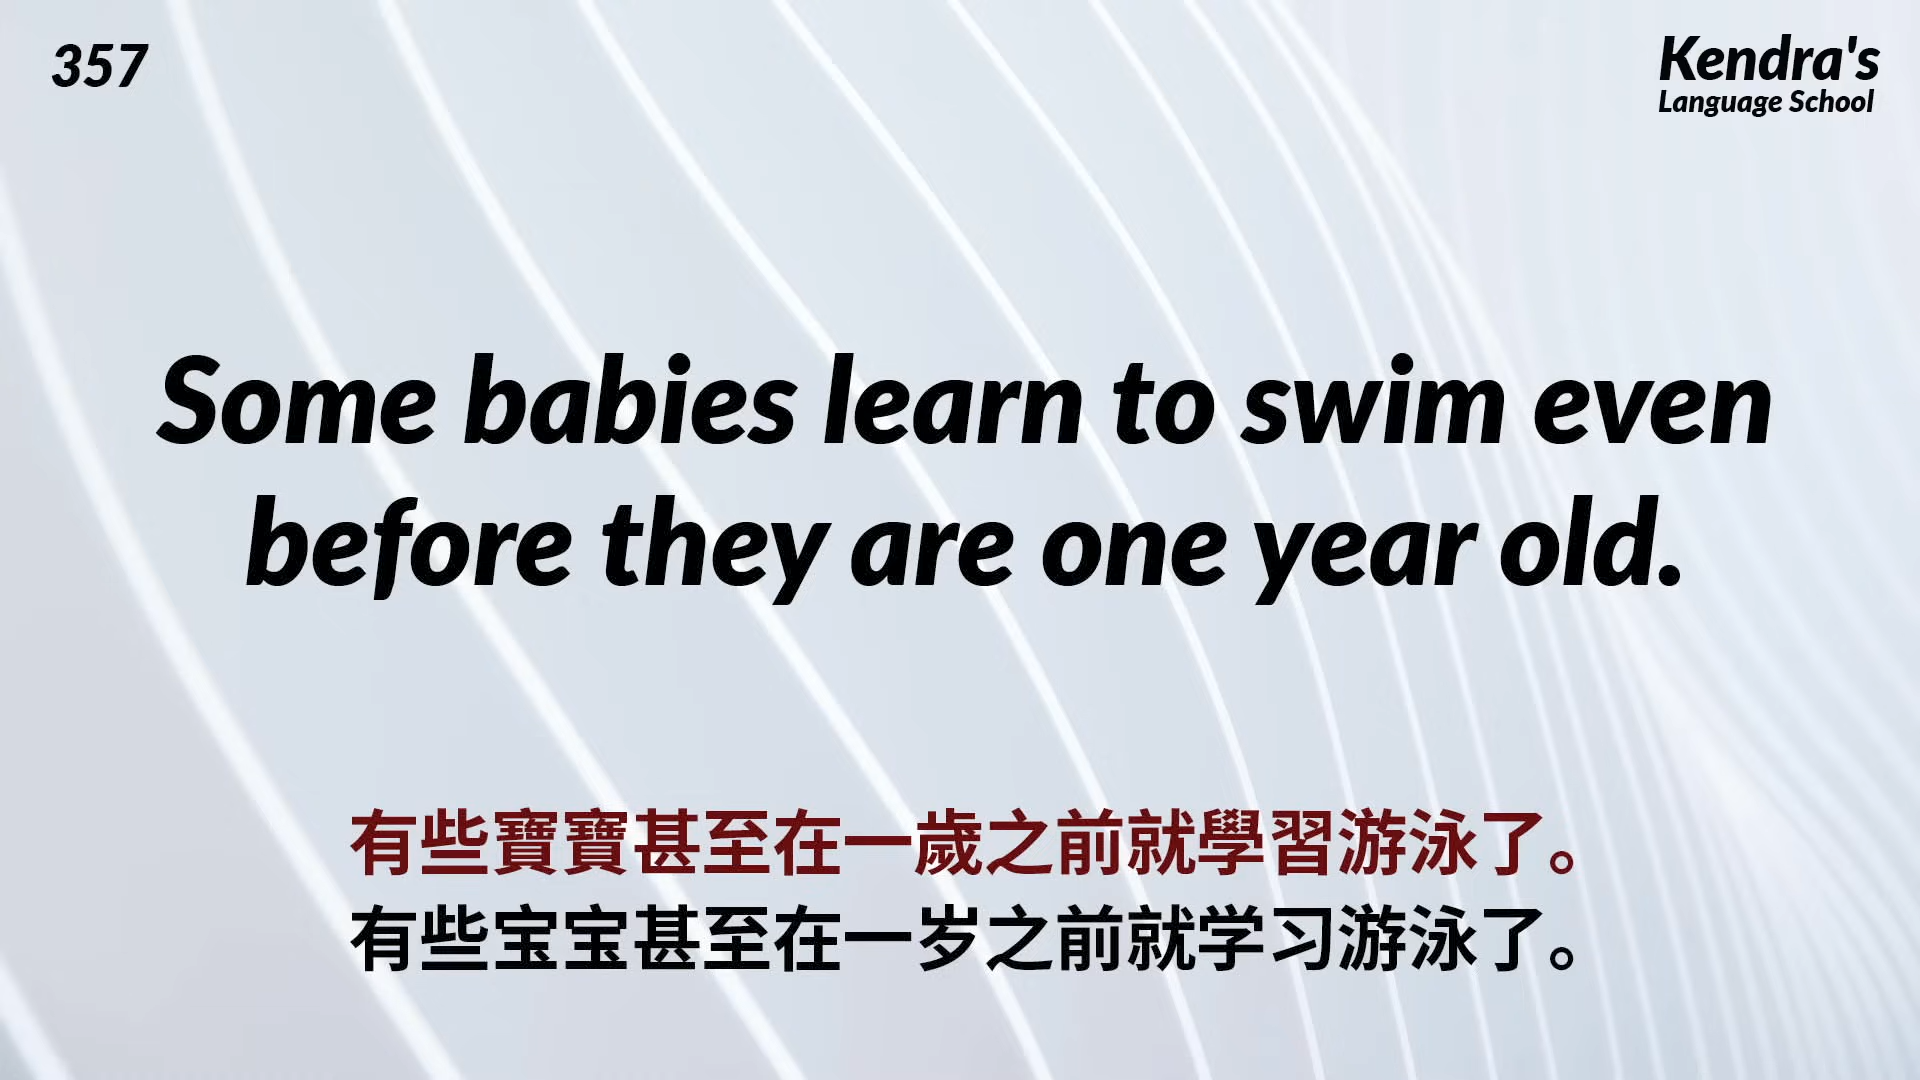 357
Kendra's
Language School
Some babies learn to swim even
before they are one year old.
有些寶寶甚至在一歲之前就學習游泳了。
有些宝宝甚至在一岁之前就学习游泳了。